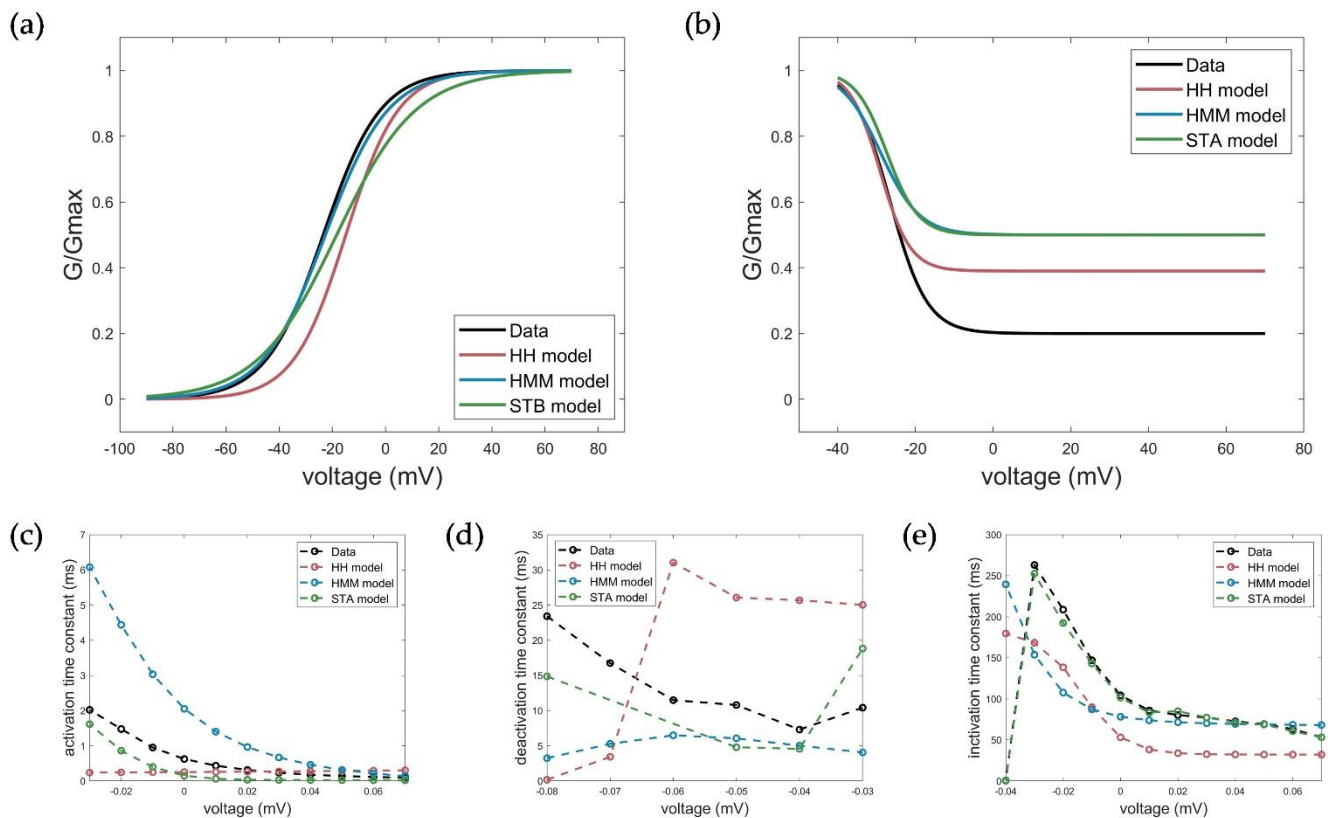 (a)
G/Gmax
1
0.8
0.6
0.4
0.2
0
-100 -80 -60 -40 -20 0 20 40 60 80
voltage (mV)
Data
HH model
HMM model
STB model
(b)
G/Gmax
1
0.8
0.6
0.4
0.2
0
-40 -20 0 20 40 60 80
voltage (mV)
Data
HH model
HMM model
STA model
(c)
activation time constant (ms)
7
6
5
4
3
2
1
0
-0.02 0 0.02 0.04 0.06
voltage (mV)
Data
HH model
HMM model
STA model
(d)
deactivation time constant (ms)
35
30
25
20
15
10
5
0
-0.08 -0.07 -0.06 -0.05 -0.04 -0.03
voltage (mV)
Data
HH model
HMM model
STA model
(e)
inctivation time constant (ms)
300
250
200
150
100
50
0
-0.04 -0.02 0 0.02 0.04 0.06
voltage (mV)
Data
HH model
HMM model
STA model